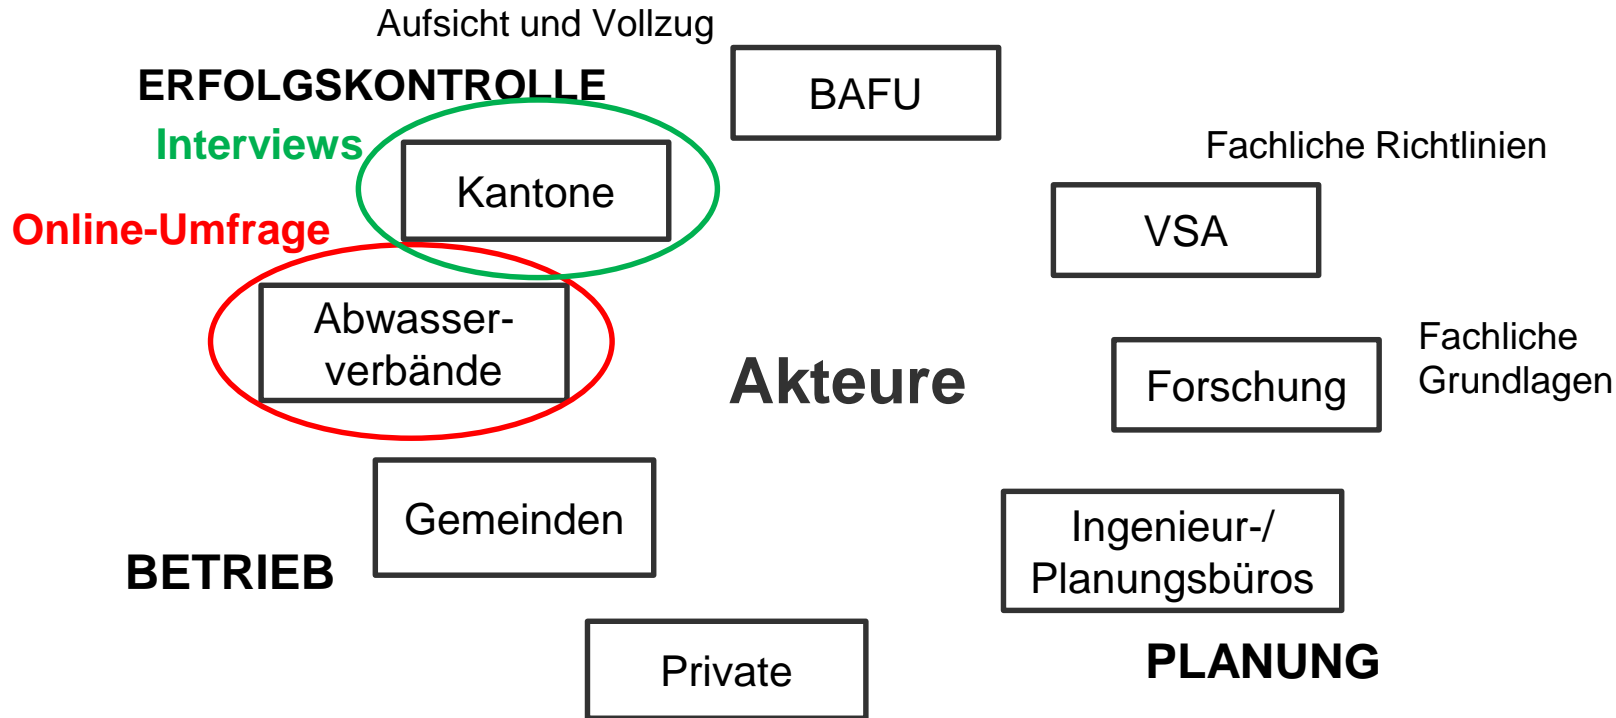 Aufsicht und Vollzug
ERFOLGSKONTROLLE
BAFU
Interviews
Fachliche Richtlinien
Kantone
Online-Umfrage
VSA
Abwasser-
verbände
Akteure
Forschung
Fachliche
Grundlagen
Gemeinden
Ingenieur-/
Planungsbüros
BETRIEB
Private
PLANUNG